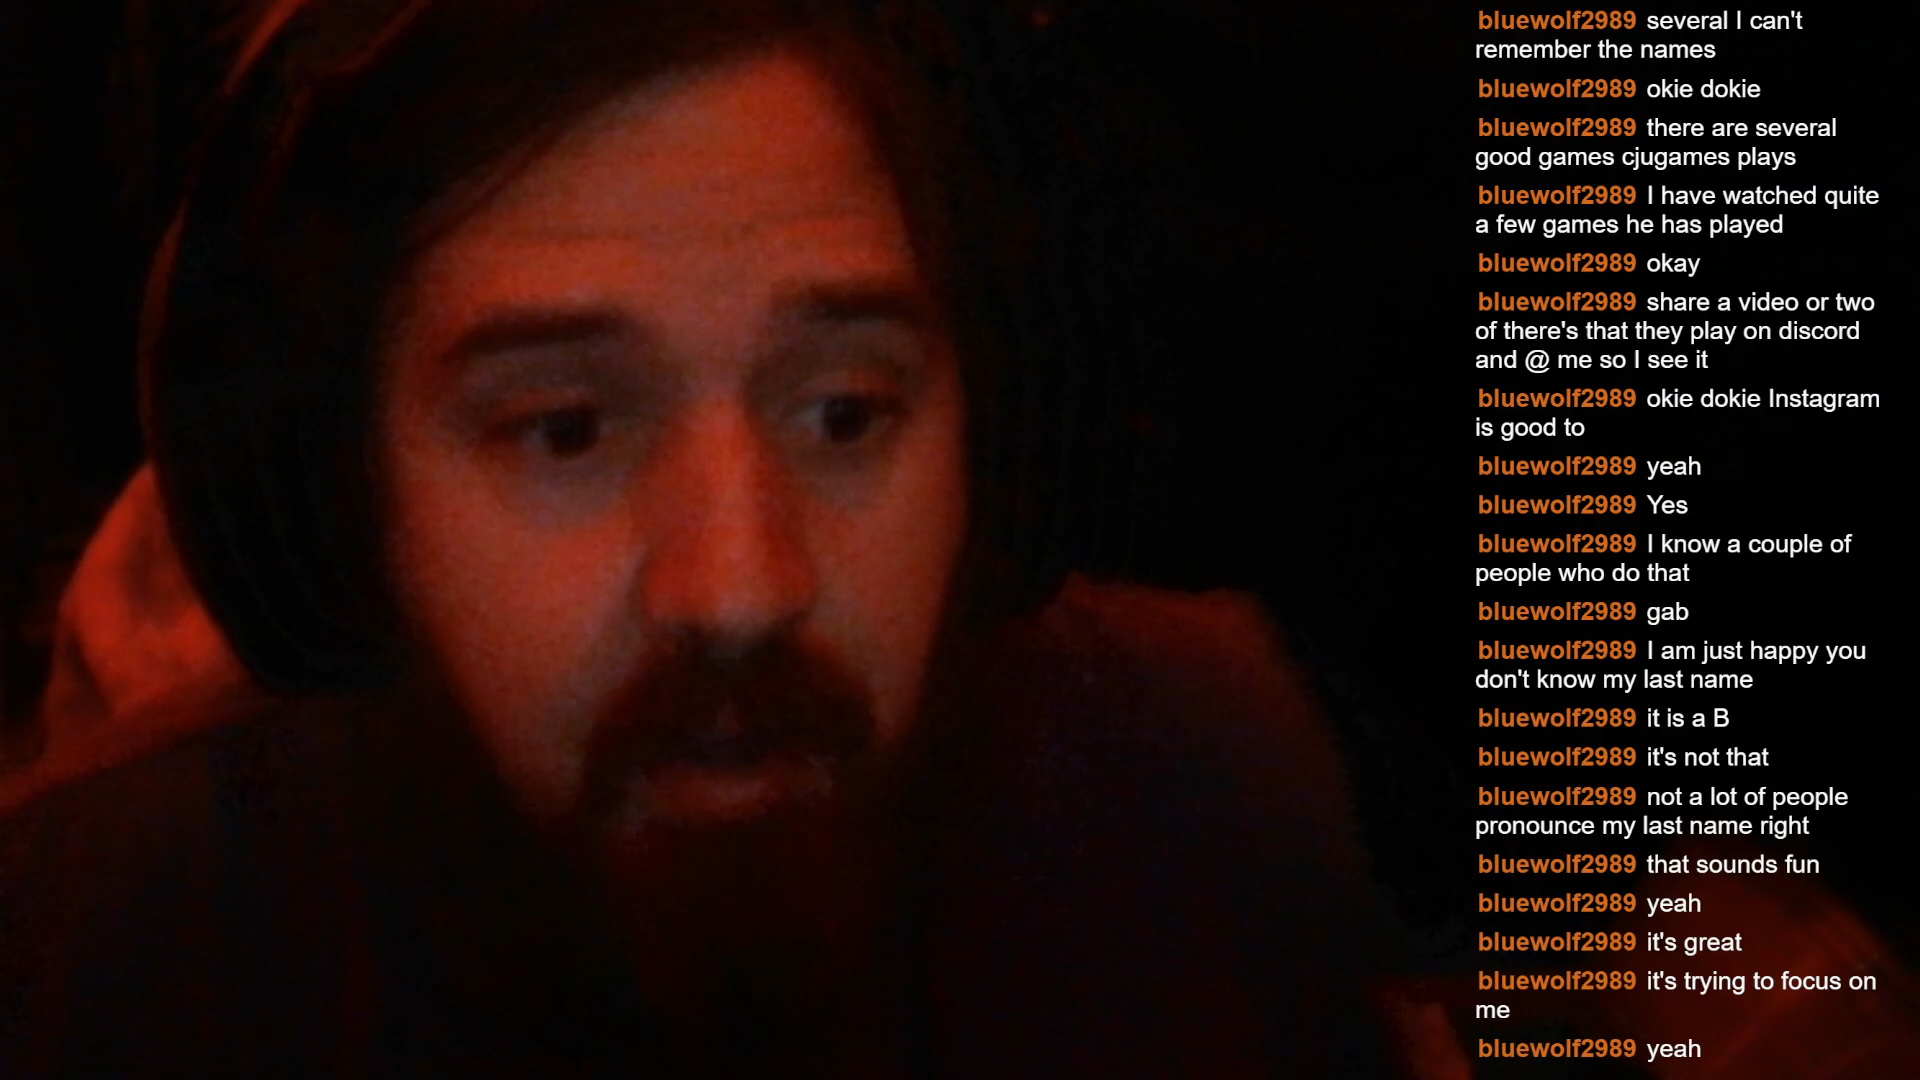 bluewolf2989 several I can't
remember the names
bluewolf2989 okie dokie
bluewolf2989 there are several
good games cjugames plays
bluewolf2989 I have watched quite
a few games he has played
bluewolf2989 okay
bluewolf2989 share a video or two
of there's that they play on discord
and @ me so I see it
bluewolf2989 okie dokie Instagram
is good to
bluewolf2989 yeah
bluewolf2989 Yes
bluewolf2989 I know a couple of
people who do that
bluewolf2989 gab
bluewolf2989 I am just happy you
don't know my last name
bluewolf2989 it is a B
bluewolf2989 it's not that
bluewolf2989 not a lot of people
pronounce my last name right
bluewolf2989 that sounds fun
bluewolf2989 yeah
bluewolf2989 it's great
bluewolf2989 it's trying to focus on
me
bluewolf2989 yeah